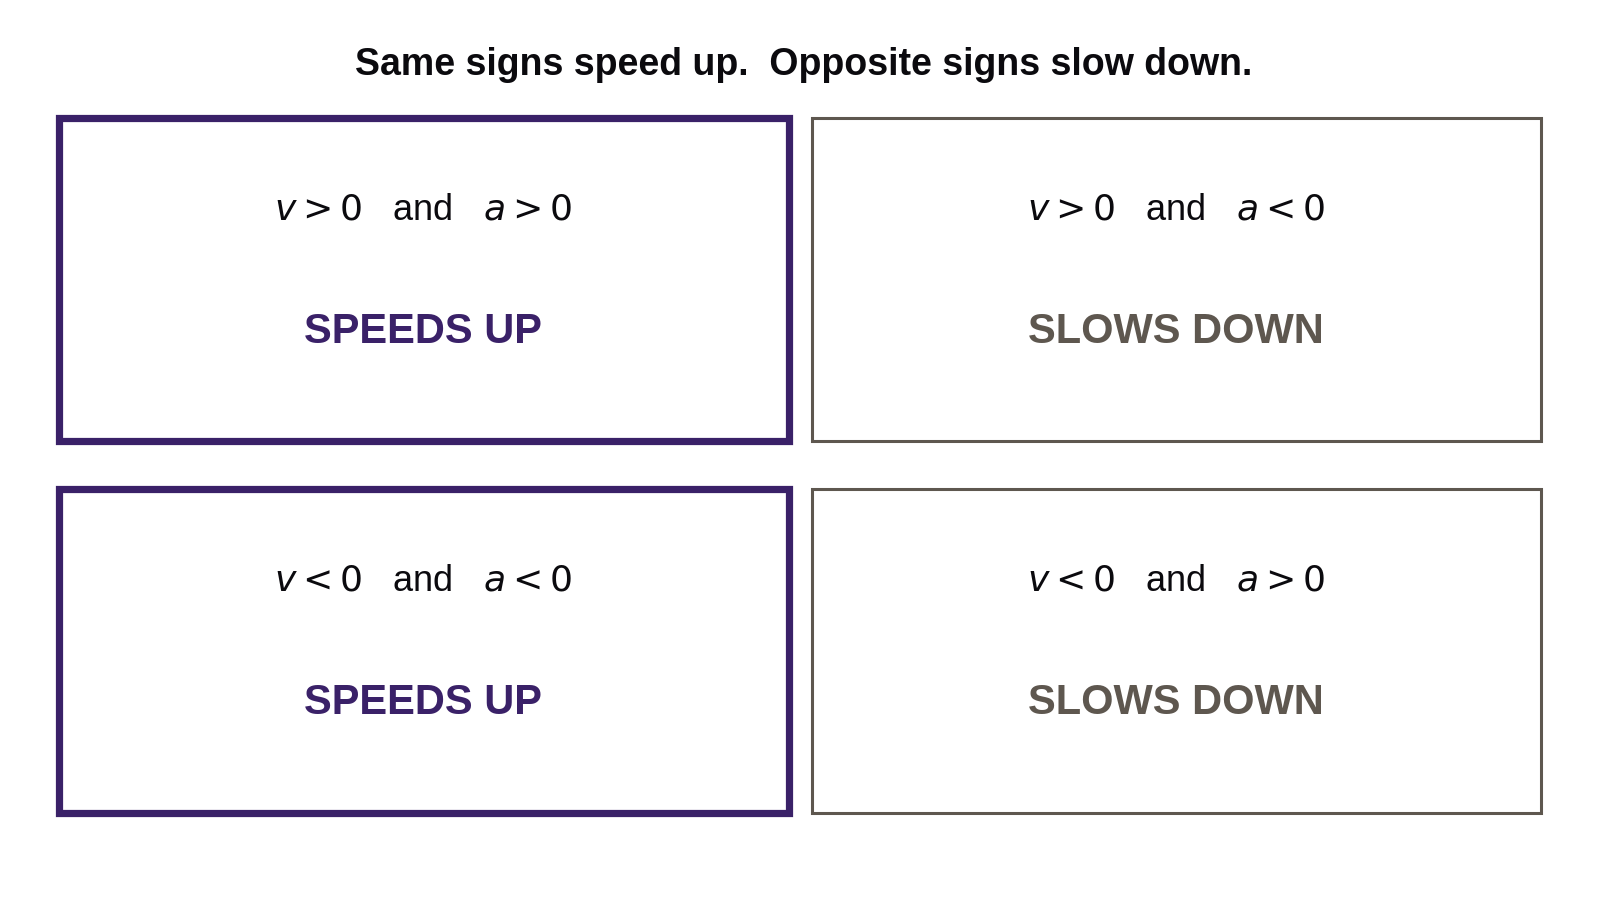 Same signs speed up.  Opposite signs slow down.
v > 0 and a > 0
SPEEDS UP
v > 0 and a < 0
SLOWS DOWN
v < 0 and a < 0
SPEEDS UP
v < 0 and a > 0
SLOWS DOWN